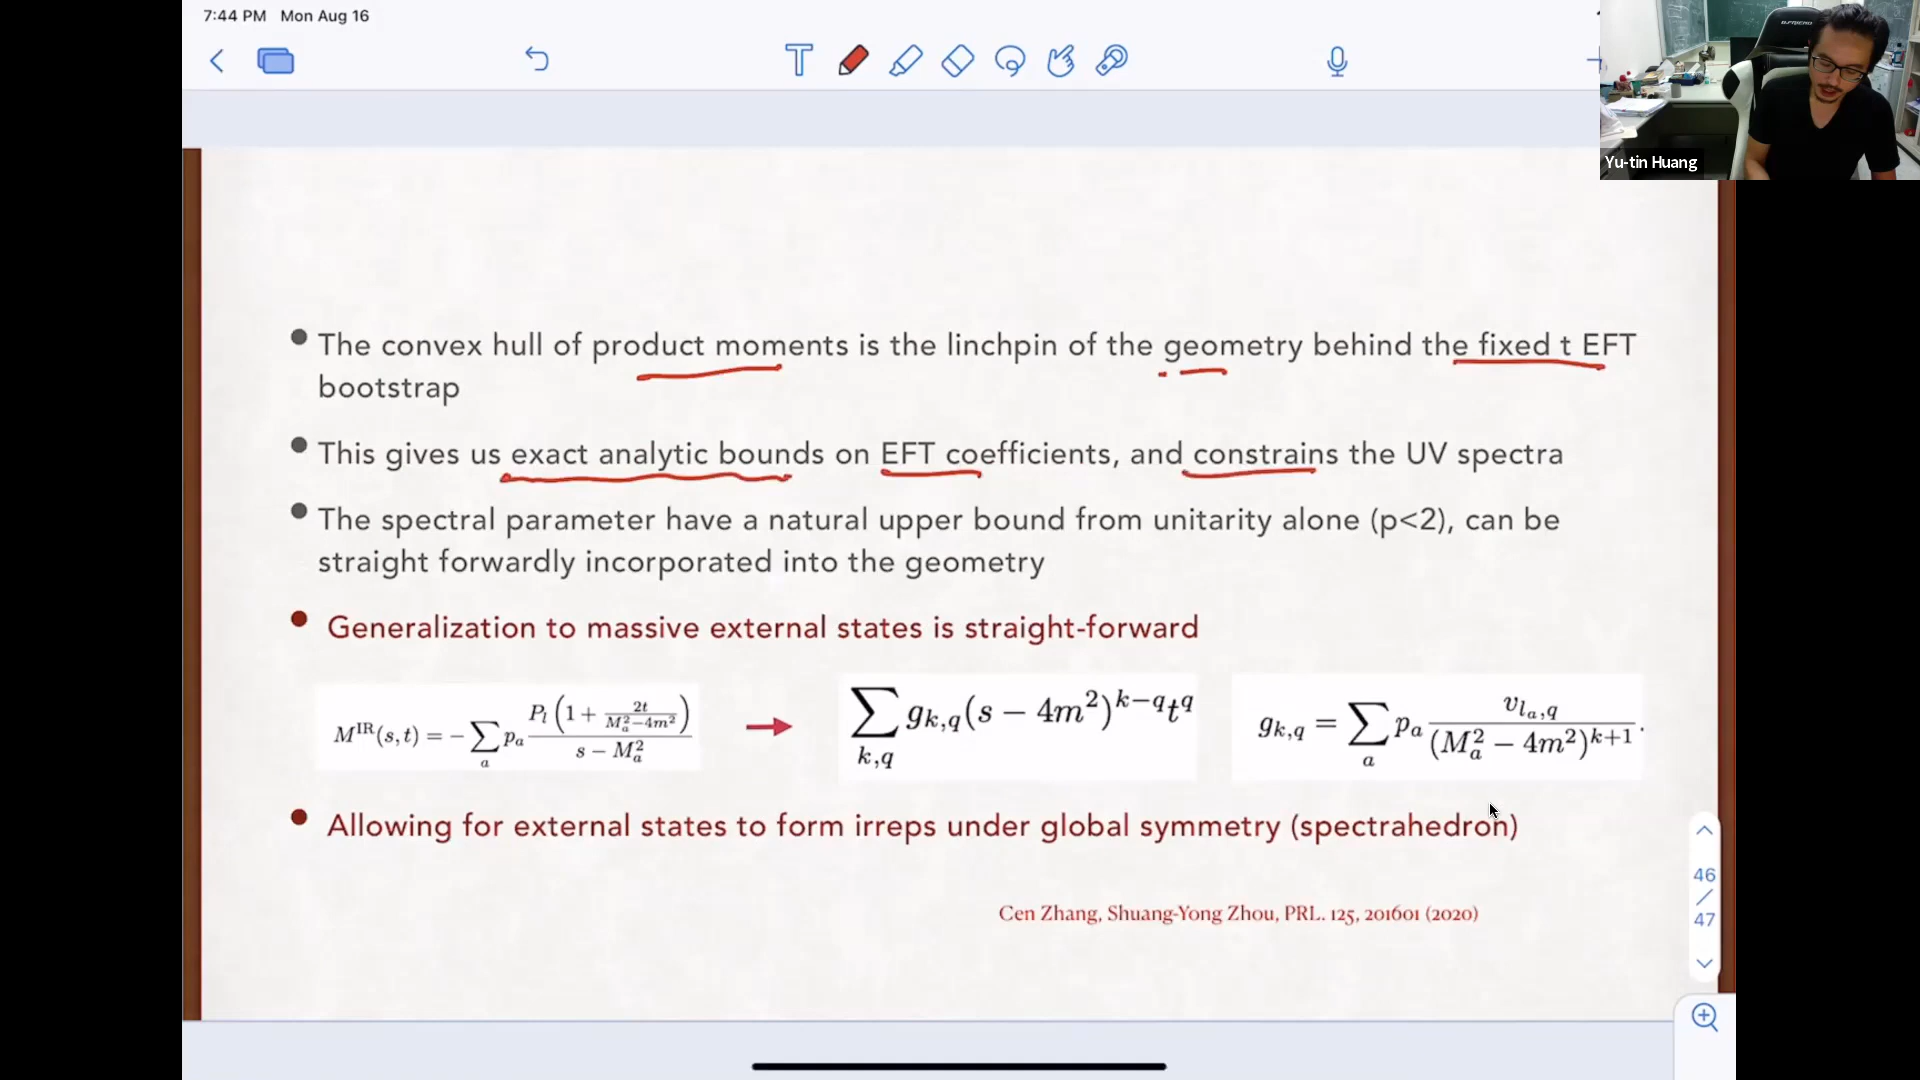 7:44 PM Mon Aug 16
Yu-tin Huang
• The convex hull of product moments is the linchpin of the geometry behind the fixed t EFT
bootstrap
• This gives us exact analytic bounds on EFT coefficients, and constrains the UV spectra
• The spectral parameter have a natural upper bound from unitarity alone (p<2), can be
straight forwardly incorporated into the geometry
• Generalization to massive external states is straight-forward
$M^{\mathrm{IR}}(s,t) = -\sum_a p_a \frac{P_l\left(1+\frac{2t}{M_a^2-4m^2}\right)}{s-M_a^2}$ → $\sum_{k,q} g_{k,q}(s-4m^2)^{k-q}t^q$ $g_{k,q} = \sum_a p_a \frac{v_{l_a,q}}{(M_a^2-4m^2)^{k+1}}.$
• Allowing for external states to form irreps under global symmetry (spectrahedron)
Cen Zhang, Shuang-Yong Zhou, PRL. 125, 201601 (2020)
46
/
47